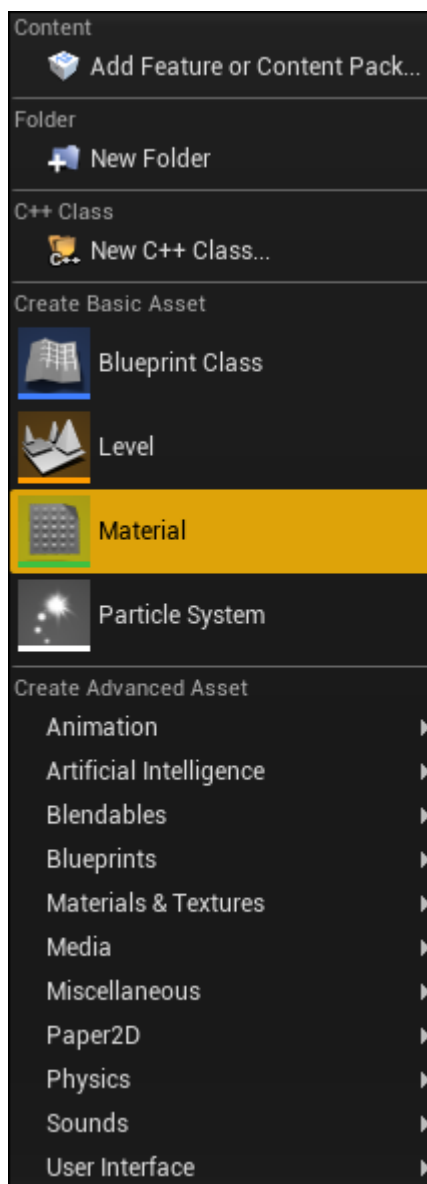 Content
Add Feature or Content Pack...
Folder
New Folder
C++ Class
C++
New C++ Class...
Create Basic Asset
Blueprint Class
Level
Material
Particle System
Create Advanced Asset
Animation
Artificial Intelligence
Blendables
Blueprints
Materials & Textures
Media
Miscellaneous
Paper2D
Physics
Sounds
User Interface